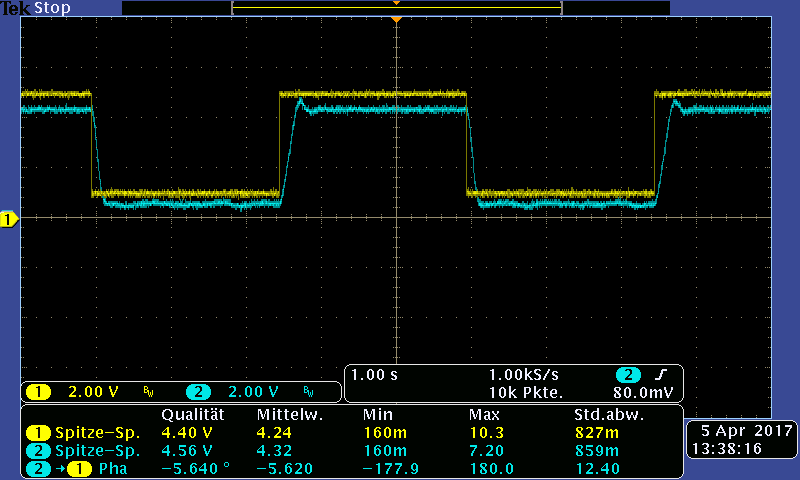 Tek Stop
1
1 2.00 V BW 2 2.00 V BW
1.00 s 1.00kS/s 2
10k Pkte. 80.0mV
Qualität Mittelw. Min Max Std.abw.
1 Spitze-Sp. 4.40 V 4.24 160m 10.3 827m
2 Spitze-Sp. 4.56 V 4.32 160m 7.20 859m
2 → 1 Pha -5.640 ° -5.620 -177.9 180.0 12.40
5 Apr 2017
13:38:16